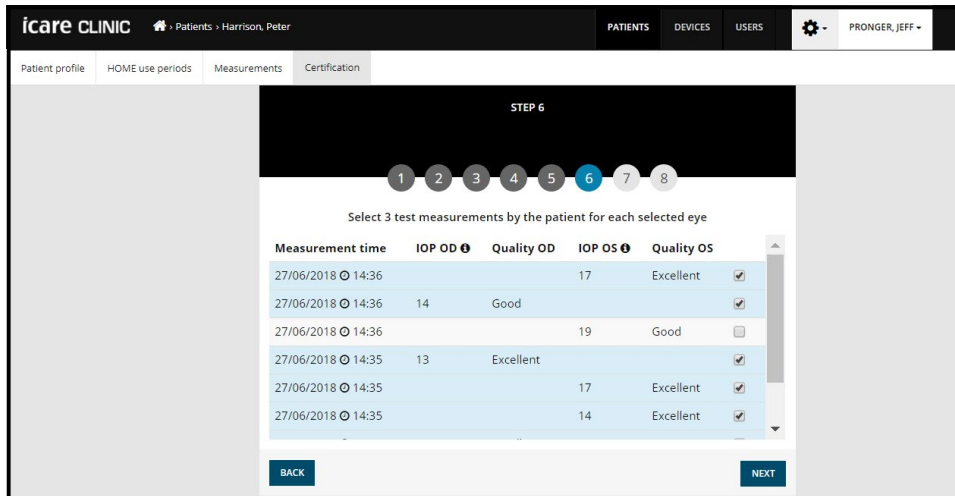 icare CLINIC › Patients › Harrison, Peter PATIENTS DEVICES USERS PRONGER, JEFF
Patient profile HOME use periods Measurements Certification
STEP 6
1 2 3 4 5 6 7 8
Select 3 test measurements by the patient for each selected eye
Measurement time IOP OD Quality OD IOP OS Quality OS
27/06/2018 14:36 17 Excellent
27/06/2018 14:36 14 Good
27/06/2018 14:36 19 Good
27/06/2018 14:35 13 Excellent
27/06/2018 14:35 17 Excellent
27/06/2018 14:35 14 Excellent
BACK NEXT